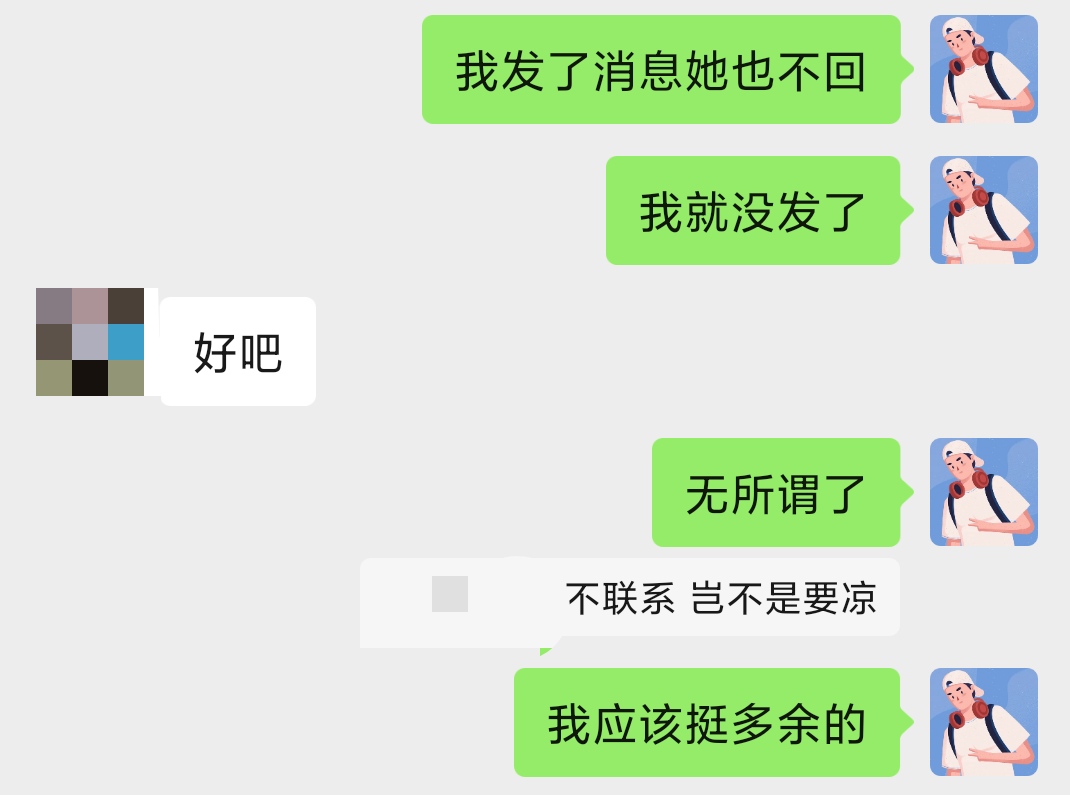 我发了消息她也不回
我就没发了
好吧
无所谓了
不联系 岂不是要凉
我应该挺多余的